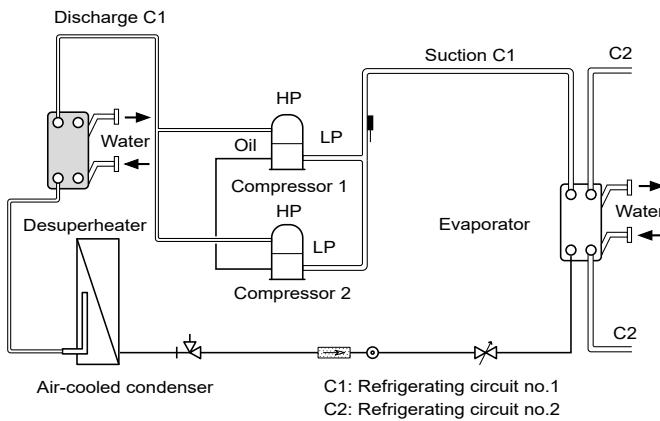 Discharge C1
Suction C1
C2
HP
Water
Oil
LP
Compressor 1
HP
Desuperheater
LP
Evaporator
Water
Compressor 2
C2
Air-cooled condenser
C1: Refrigerating circuit no.1
C2: Refrigerating circuit no.2